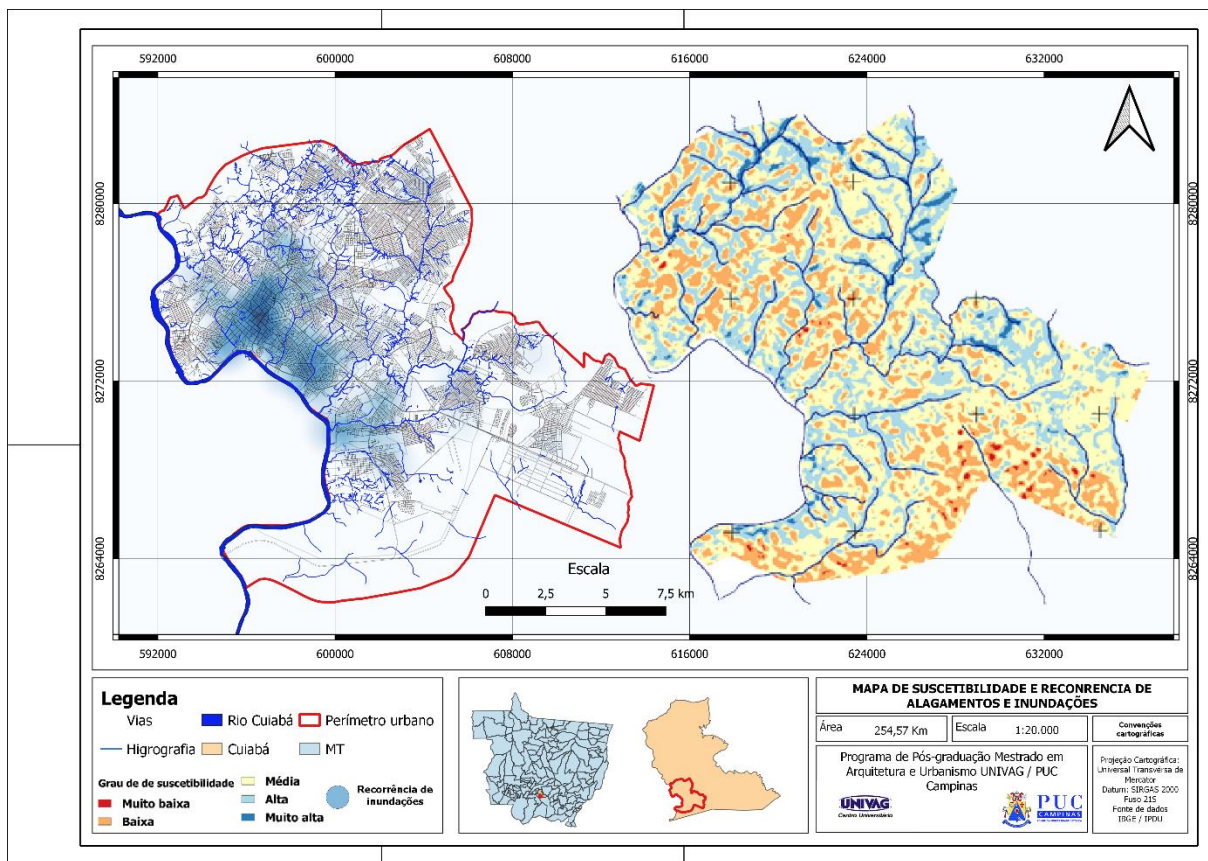 592000 600000 608000 616000 624000 632000
8280000 8280000
8272000 8272000
8264000 8264000
Escala
0 2,5 5 7,5 km
592000 600000 608000 616000 624000 632000
Legenda
Vias Rio Cuiabá Perímetro urbano
Higrografia Cuiabá MT
Grau de de suscetibilidade
Muito baixa
Baixa
Média
Alta
Muito alta
Recorrência de
inundações
MAPA DE SUSCETIBILIDADE E RECONRENCIA DE
ALAGAMENTOS E INUNDAÇÕES
Área 254,57 Km Escala 1:20.000
Convenções
cartográficas
Programa de Pós-graduação Mestrado em
Arquitetura e Urbanismo UNIVAG / PUC
Campinas
UNIVAG
Centro Universitário
PUC
CAMPINAS
Projeção Cartográfica:
Universal Transversa de
Mercator
Datum: SIRGAS 2000
Fuso 21S
Fonte de dados
IBGE / IPDU